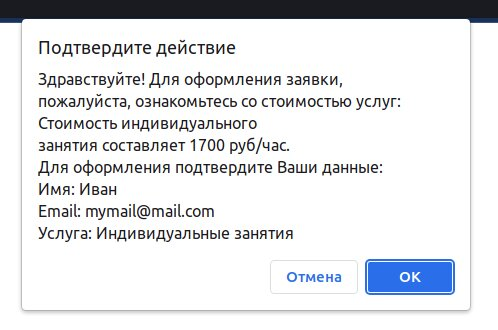 Подтвердите действие
Здравствуйте! Для оформления заявки,
пожалуйста, ознакомьтесь со стоимостью услуг:
Стоимость индивидуального
занятия составляет 1700 руб/час.
Для оформления подтвердите Ваши данные:
Имя: Иван
Email: mymail@mail.com
Услуга: Индивидуальные занятия
Отмена
ОК